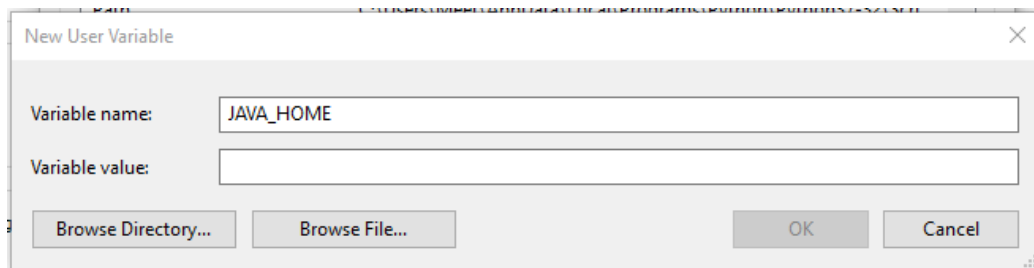 New User Variable
Variable name: JAVA_HOME
Variable value:
Browse Directory... Browse File... OK Cancel